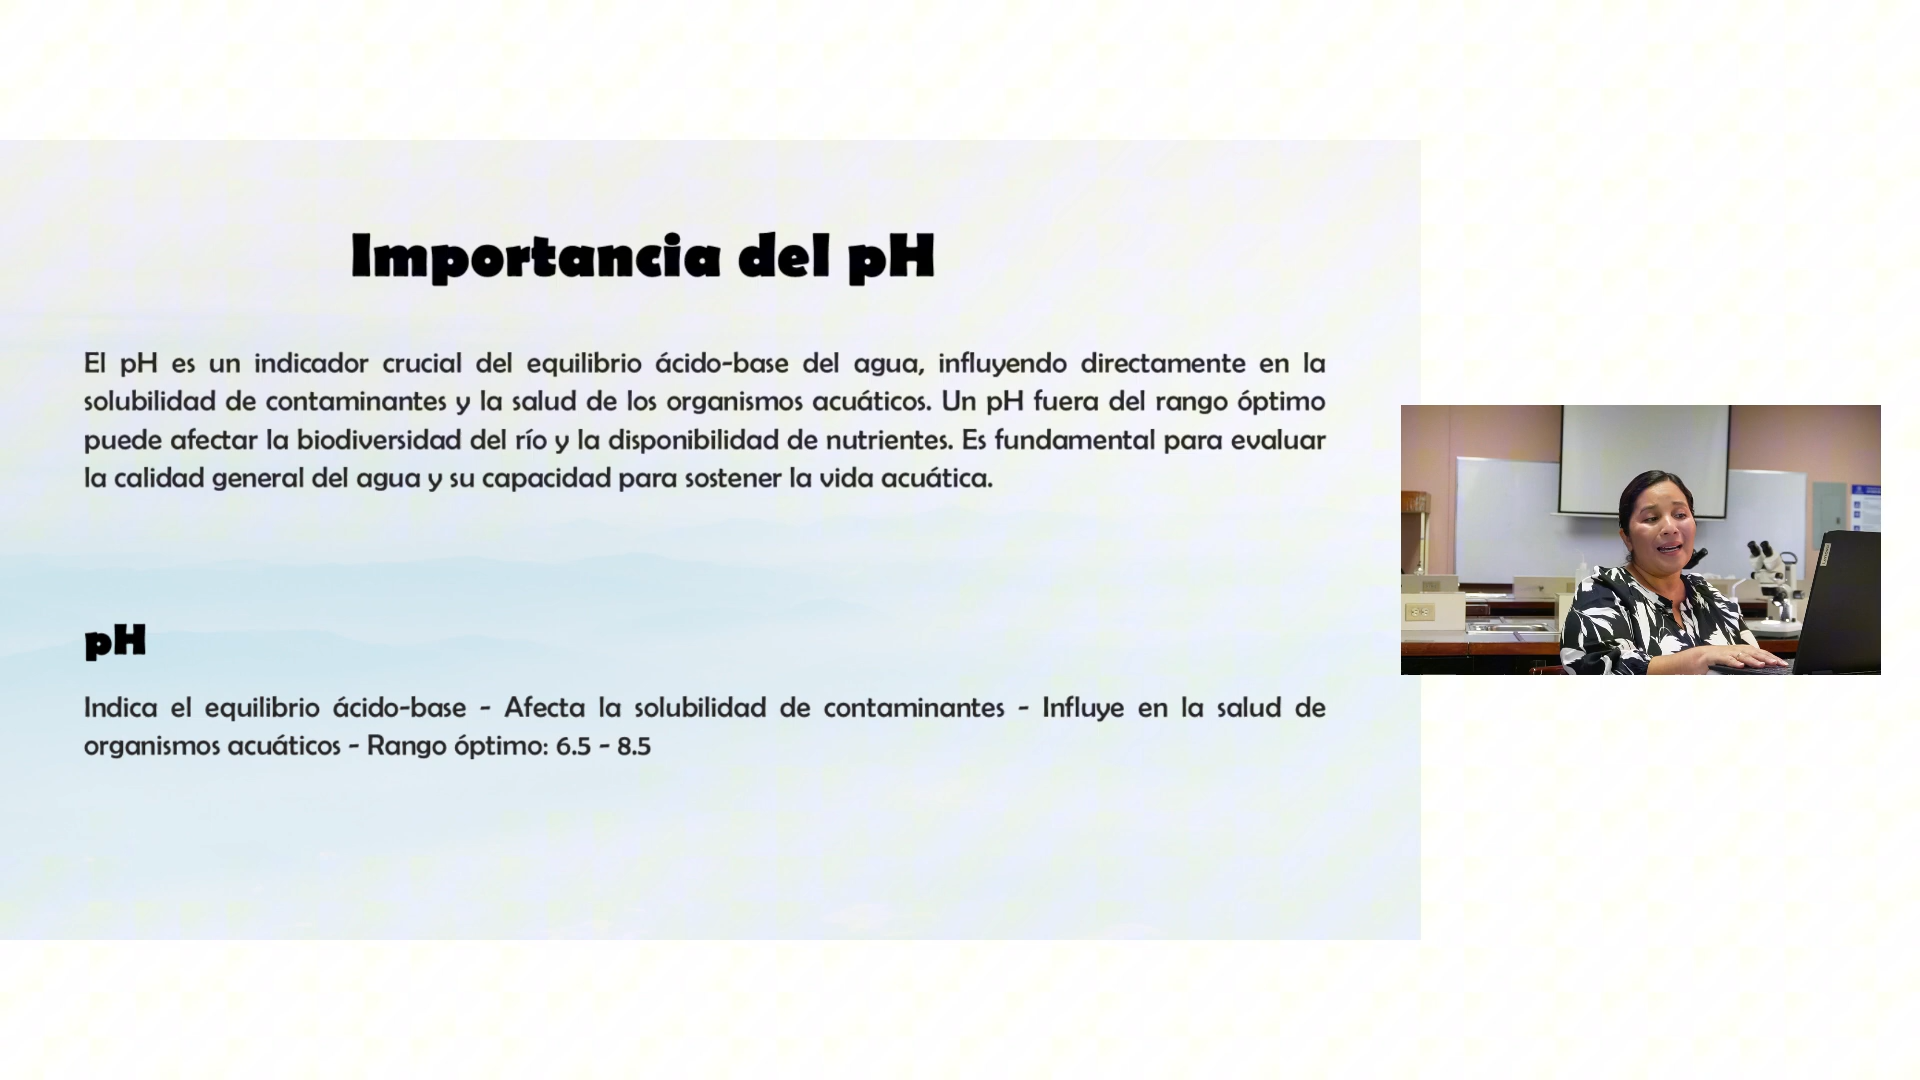 Importancia del pH
El pH es un indicador crucial del equilibrio ácido-base del agua, influyendo directamente en la
solubilidad de contaminantes y la salud de los organismos acuáticos. Un pH fuera del rango óptimo
puede afectar la biodiversidad del río y la disponibilidad de nutrientes. Es fundamental para evaluar
la calidad general del agua y su capacidad para sostener la vida acuática.
pH
Indica el equilibrio ácido-base - Afecta la solubilidad de contaminantes - Influye en la salud de
organismos acuáticos - Rango óptimo: 6.5 - 8.5